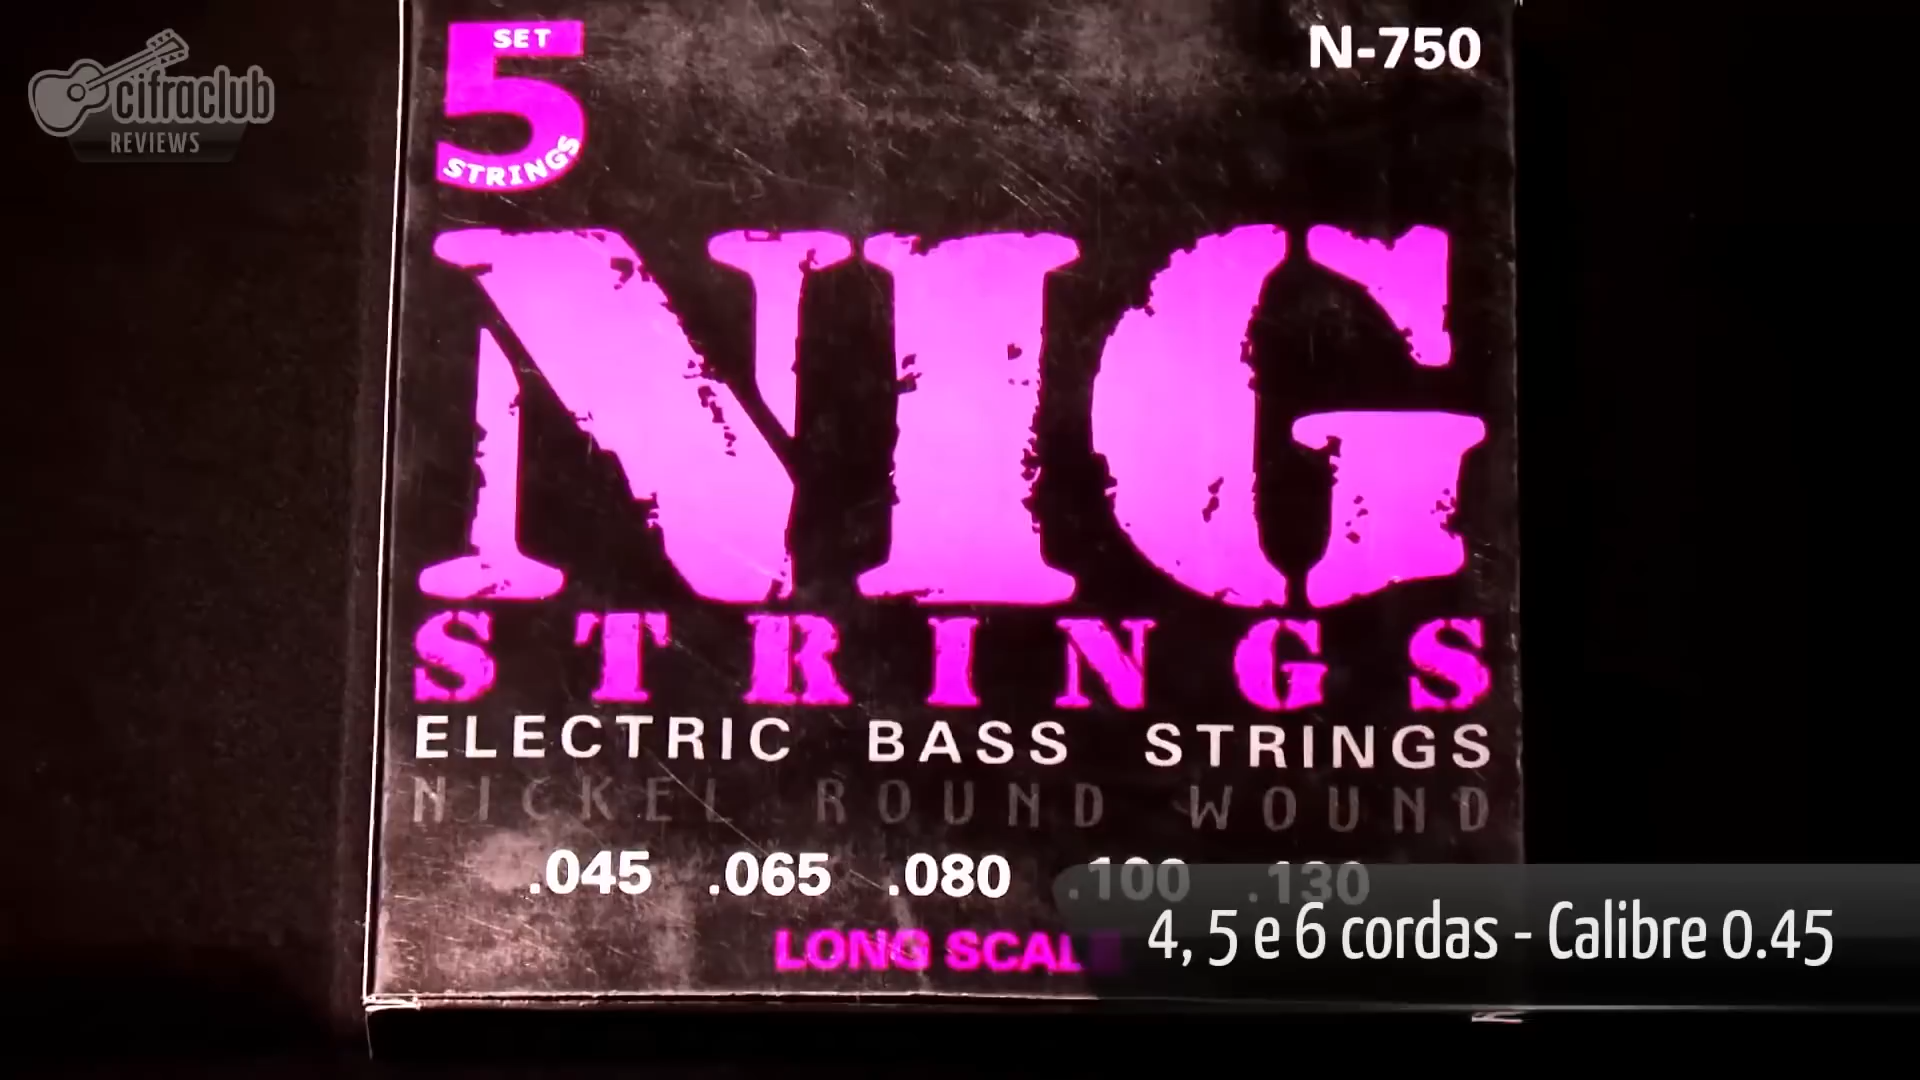 cifraclub
REVIEWS
SET
5
STRINGS
N-750
NIG
STRINGS
ELECTRIC BASS STRINGS
NICKEL ROUND WOUND
.045 .065 .080 .100 .130
LONG SCALE
4, 5 e 6 cordas - Calibre 0.45